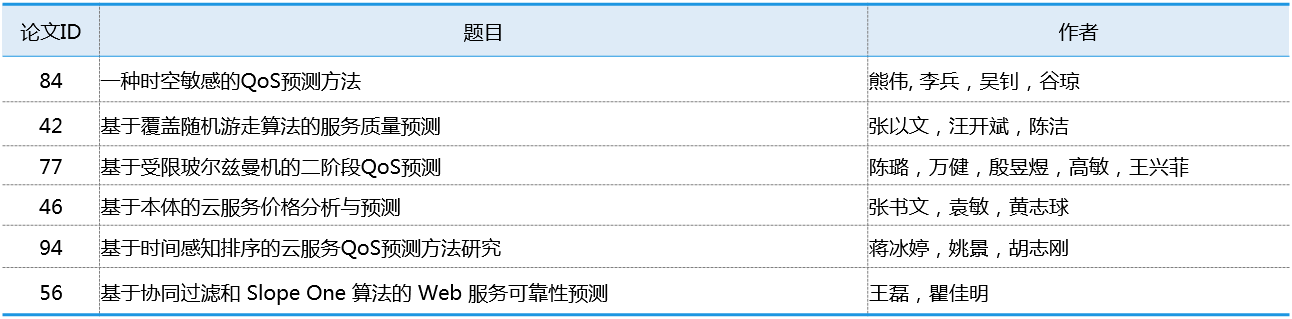 论文ID 题目 作者
84 一种时空敏感的QoS预测方法 熊伟, 李兵，吴钊，谷琼
42 基于覆盖随机游走算法的服务质量预测 张以文，汪开斌，陈洁
77 基于受限玻尔兹曼机的二阶段QoS预测 陈璐，万健，殷昱煜，高敏，王兴菲
46 基于本体的云服务价格分析与预测 张书文，袁敏，黄志球
94 基于时间感知排序的云服务QoS预测方法研究 蒋冰婷，姚景，胡志刚
56 基于协同过滤和 Slope One 算法的 Web 服务可靠性预测 王磊，瞿佳明